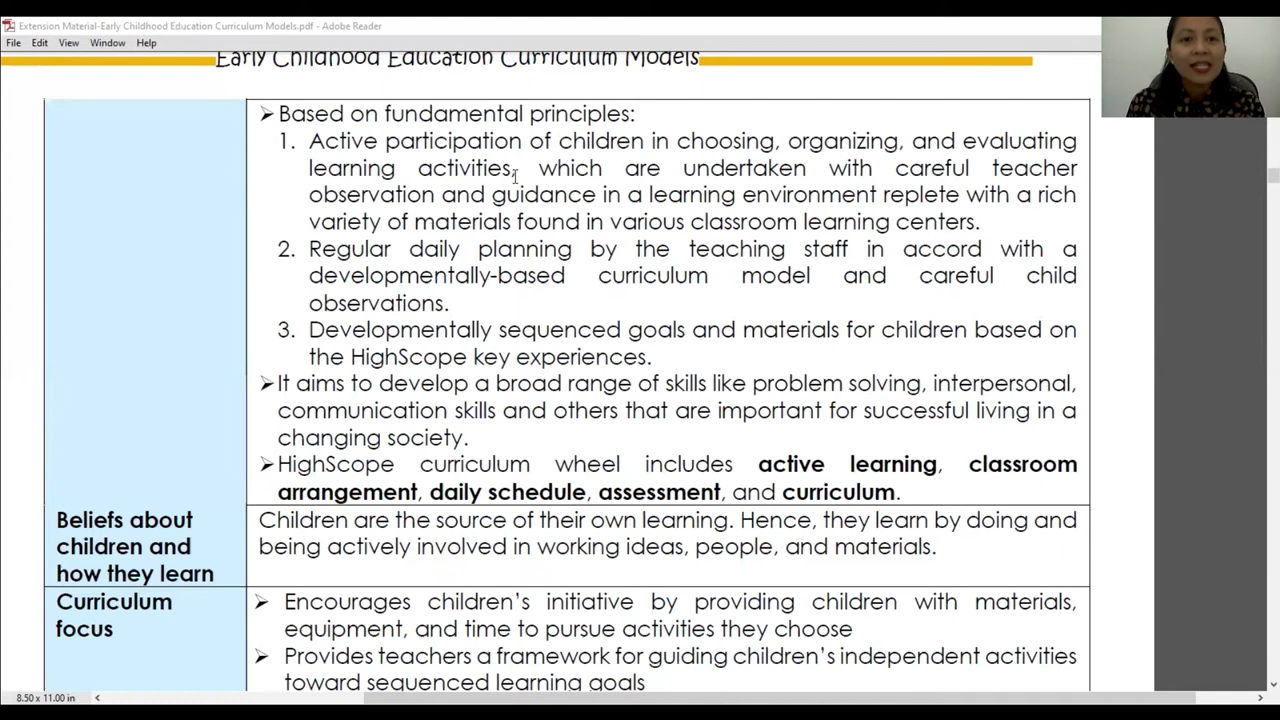 Extension Material-Early Childhood Education Curriculum Models.pdf - Adobe Reader
File Edit View Window Help
Early Childhood Education Curriculum Models
➢ Based on fundamental principles:
1. Active participation of children in choosing, organizing, and evaluating
learning activities, which are undertaken with careful teacher
observation and guidance in a learning environment replete with a rich
variety of materials found in various classroom learning centers.
2. Regular daily planning by the teaching staff in accord with a
developmentally-based curriculum model and careful child
observations.
3. Developmentally sequenced goals and materials for children based on
the HighScope key experiences.
➢ It aims to develop a broad range of skills like problem solving, interpersonal,
communication skills and others that are important for successful living in a
changing society.
➢ HighScope curriculum wheel includes active learning, classroom
arrangement, daily schedule, assessment, and curriculum.
Beliefs about
children and
how they learn
Children are the source of their own learning. Hence, they learn by doing and
being actively involved in working ideas, people, and materials.
Curriculum
focus
➢ Encourages children's initiative by providing children with materials,
equipment, and time to pursue activities they choose
➢ Provides teachers a framework for guiding children's independent activities
toward sequenced learning goals
8.50 x 11.00 in